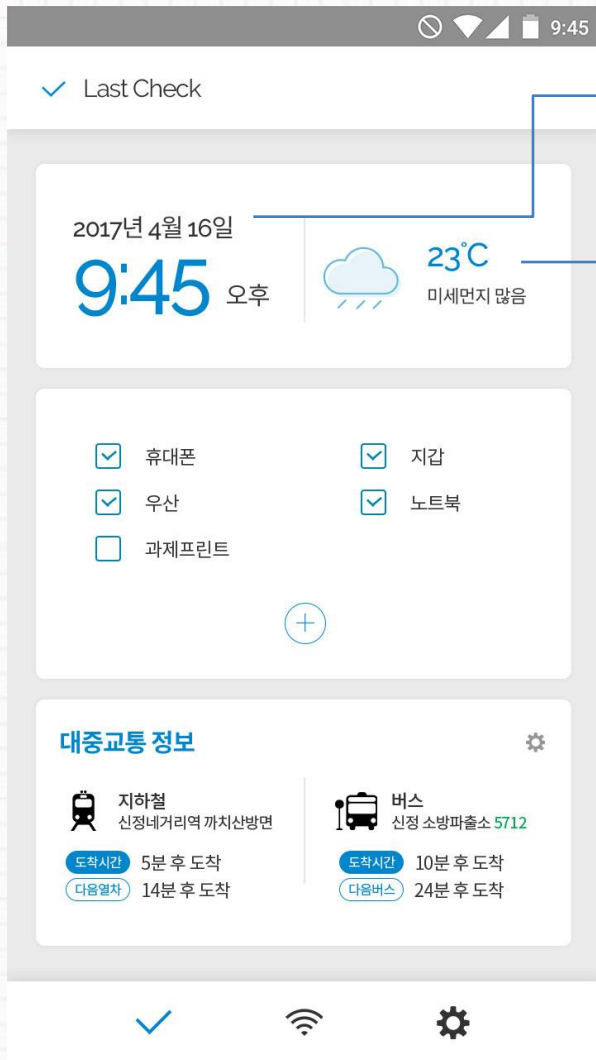 9:45
Last Check
2017년 4월 16일
9:45 오후
23°C
미세먼지 많음
휴대폰
지갑
우산
노트북
과제프린트
대중교통 정보
지하철
신정네거리역 까치산방면
도착시간 5분 후 도착
다음열차 14분 후 도착
버스
신정 소방파출소 5712
도착시간 10분 후 도착
다음버스 24분 후 도착